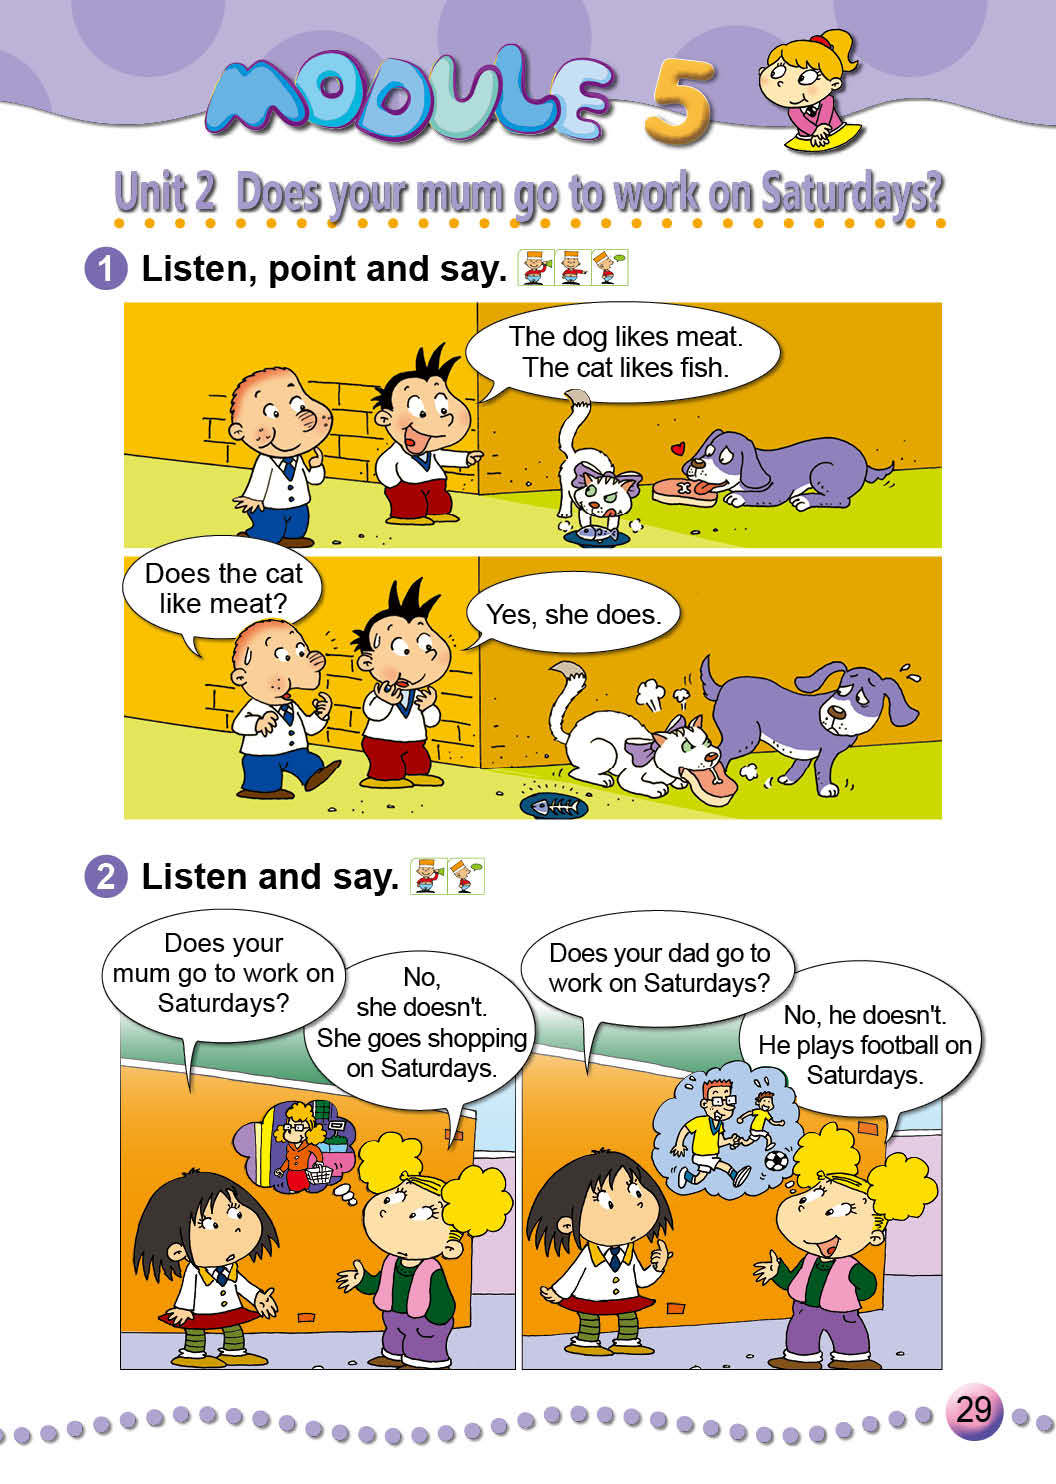 MODULE 5
Unit 2 Does your mum go to work on Saturdays?
1 Listen, point and say.
The dog likes meat.
The cat likes fish.
Does the cat
like meat?
Yes, she does.
2 Listen and say.
Does your
mum go to work on
Saturdays?
No,
she doesn't.
She goes shopping
on Saturdays.
Does your dad go to
work on Saturdays?
No, he doesn't.
He plays football on
Saturdays.
29